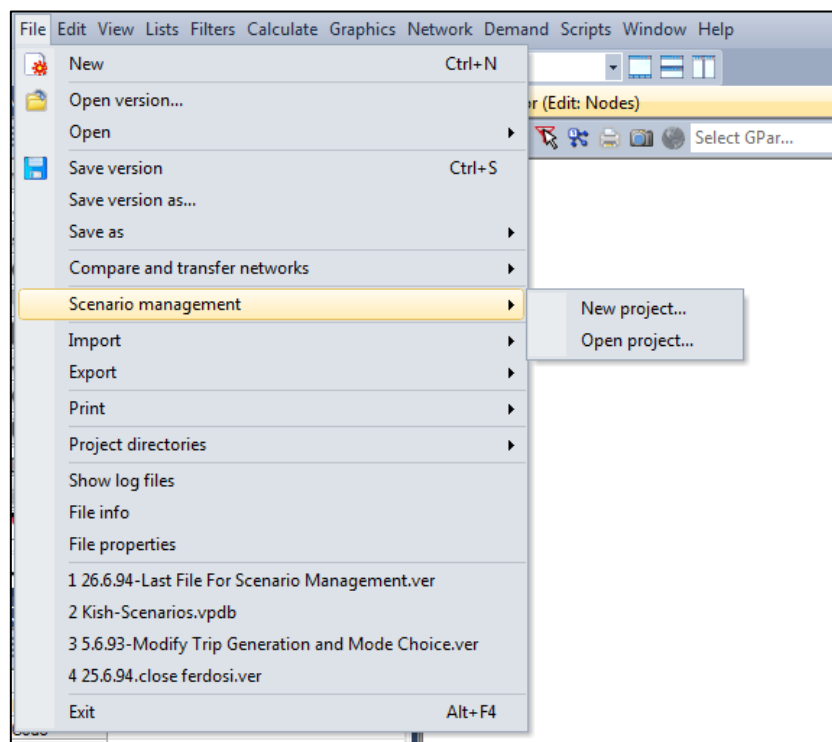 File Edit View Lists Filters Calculate Graphics Network Demand Scripts Window Help
New Ctrl+N
Open version...
(Edit: Nodes)
Open
Select GPar...
Save version Ctrl+S
Save version as...
Save as
Compare and transfer networks
Scenario management
New project...
Open project...
Import
Export
Print
Project directories
Show log files
File info
File properties
1 26.6.94-Last File For Scenario Management.ver
2 Kish-Scenarios.vpdb
3 5.6.93-Modify Trip Generation and Mode Choice.ver
4 25.6.94.close ferdosi.ver
Exit Alt+F4